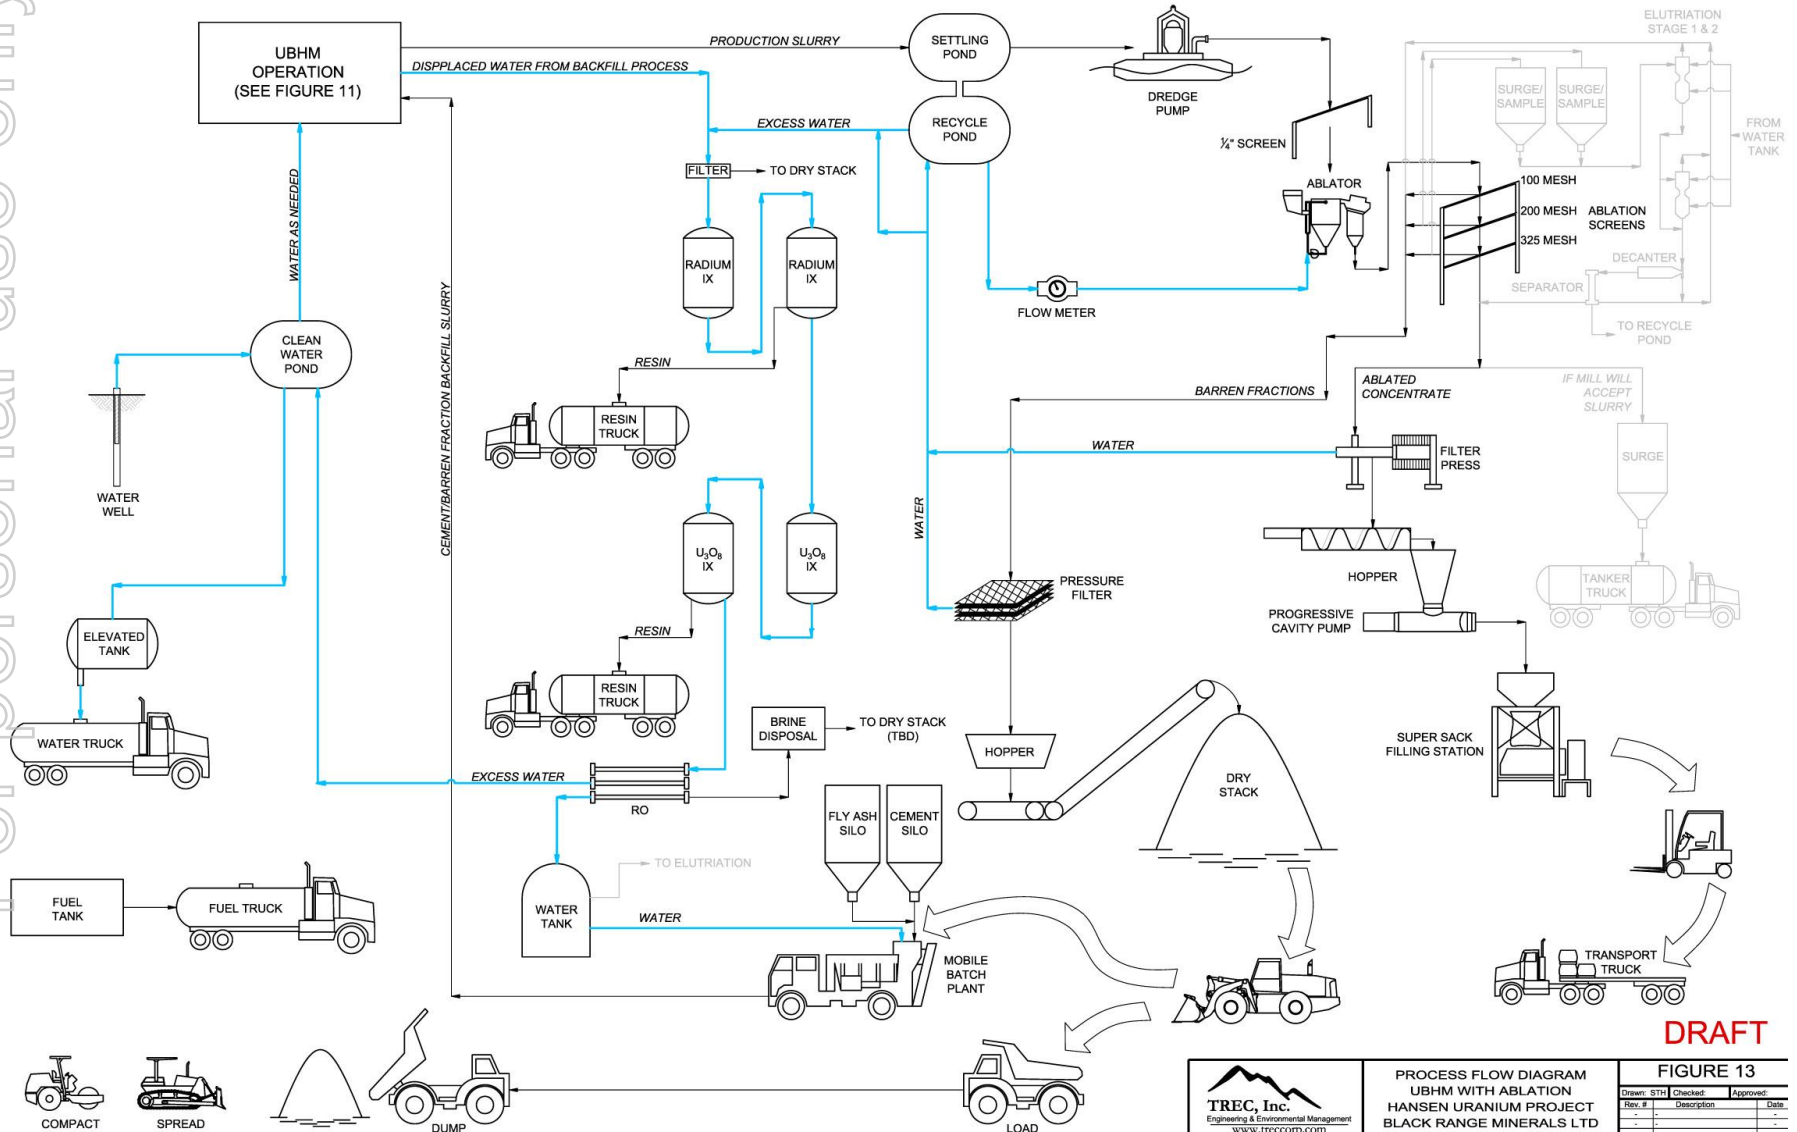 UBHM
OPERATION
(SEE FIGURE 11)
PRODUCTION SLURRY
DISPPLACED WATER FROM BACKFILL PROCESS
SETTLING
POND
RECYCLE
POND
EXCESS WATER
DREDGE
PUMP
¼" SCREEN
ELUTRIATION
STAGE 1 & 2
SURGE/
SAMPLE
SURGE/
SAMPLE
FROM
WATER
TANK
FILTER
TO DRY STACK
ABLATOR
100 MESH
200 MESH
325 MESH
ABLATION
SCREENS
WATER AS NEEDED
RADIUM
IX
RADIUM
IX
DECANTER
SEPARATOR
FLOW METER
TO RECYCLE
POND
CLEAN
WATER
POND
CEMENT/BARREN FRACTION BACKFILL SLURRY
RESIN
RESIN
TRUCK
BARREN FRACTIONS
ABLATED
CONCENTRATE
IF MILL WILL
ACCEPT
SLURRY
WATER
FILTER
PRESS
SURGE
WATER
WELL
WATER
U3O8
IX
U3O8
IX
HOPPER
PRESSURE
FILTER
TANKER
TRUCK
PROGRESSIVE
CAVITY PUMP
ELEVATED
TANK
RESIN
RESIN
TRUCK
WATER TRUCK
BRINE
DISPOSAL
TO DRY STACK
(TBD)
HOPPER
SUPER SACK
FILLING STATION
EXCESS WATER
RO
DRY
STACK
FLY ASH
SILO
CEMENT
SILO
TO ELUTRIATION
FUEL
TANK
FUEL TRUCK
WATER
TANK
WATER
MOBILE
BATCH
PLANT
TRANSPORT
TRUCK
DRAFT
COMPACT
SPREAD
DUMP
LOAD
TREC, Inc.
Engineering & Environmental Management
www.treccorp.com
PROCESS FLOW DIAGRAM
UBHM WITH ABLATION
HANSEN URANIUM PROJECT
BLACK RANGE MINERALS LTD
FIGURE 13
Drawn: STH Checked: Approved:
Rev. # Description Date